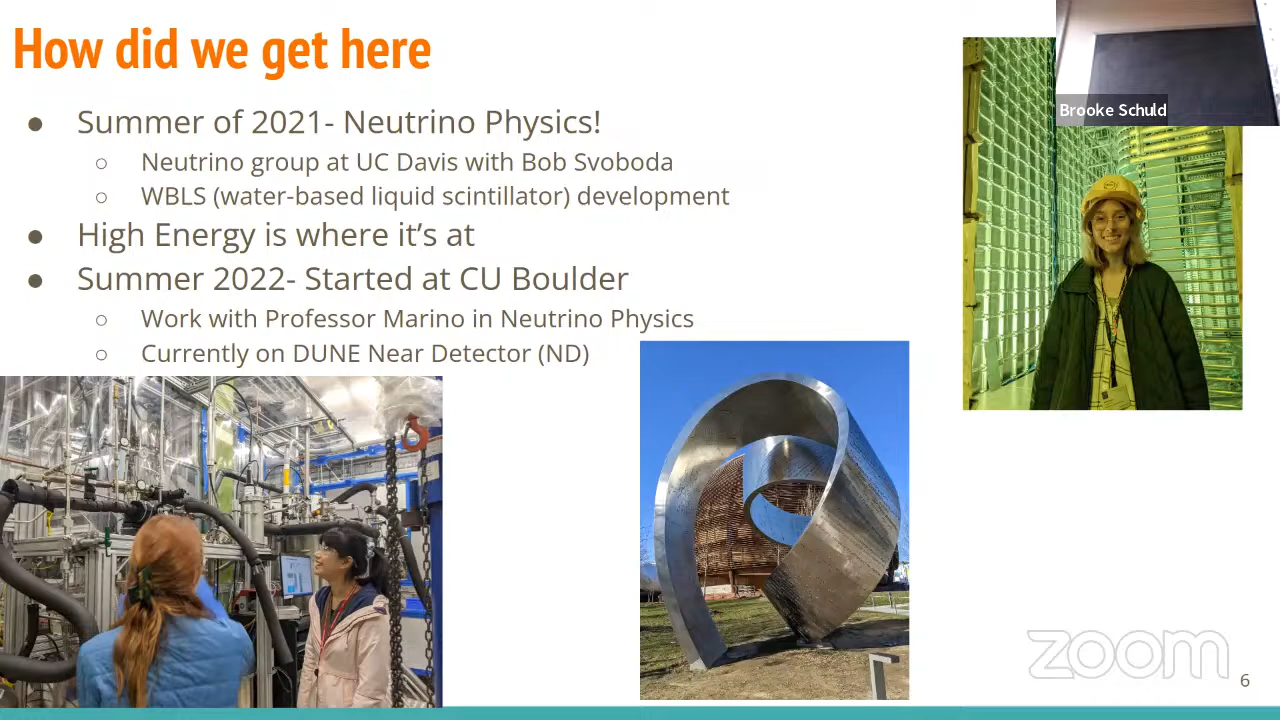 How did we get here
● Summer of 2021- Neutrino Physics!
○ Neutrino group at UC Davis with Bob Svoboda
○ WBLS (water-based liquid scintillator) development
● High Energy is where it’s at
● Summer 2022- Started at CU Boulder
○ Work with Professor Marino in Neutrino Physics
○ Currently on DUNE Near Detector (ND)
Brooke Schuld
zoom
6